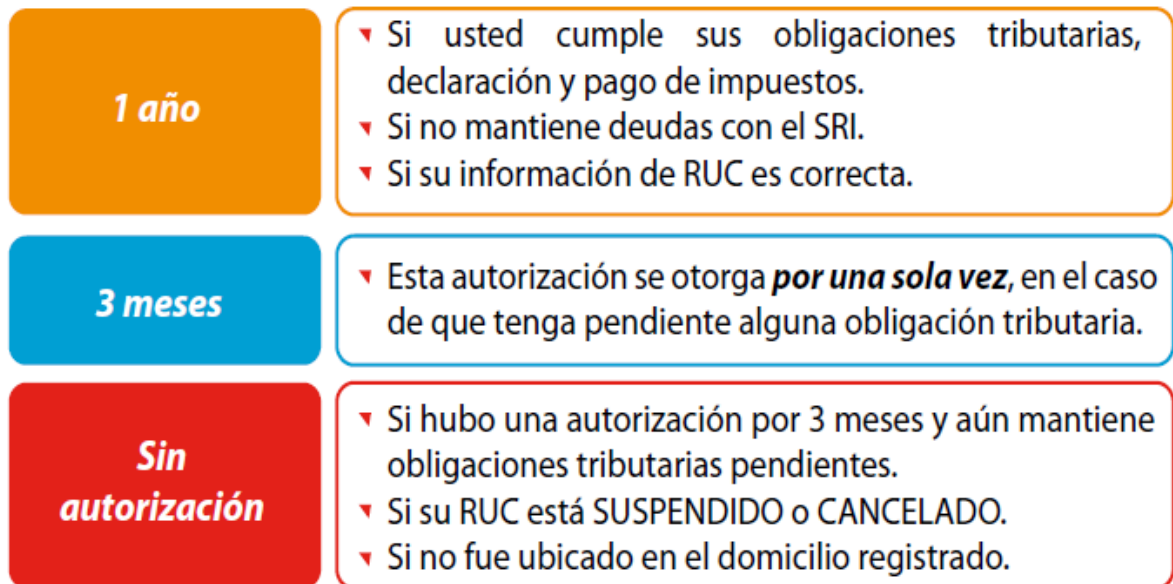 1 año
Si usted cumple sus obligaciones tributarias,
declaración y pago de impuestos.
Si no mantiene deudas con el SRI.
Si su información de RUC es correcta.
3 meses
Esta autorización se otorga por una sola vez, en el caso
de que tenga pendiente alguna obligación tributaria.
Sin
autorización
Si hubo una autorización por 3 meses y aún mantiene
obligaciones tributarias pendientes.
Si su RUC está SUSPENDIDO o CANCELADO.
Si no fue ubicado en el domicilio registrado.